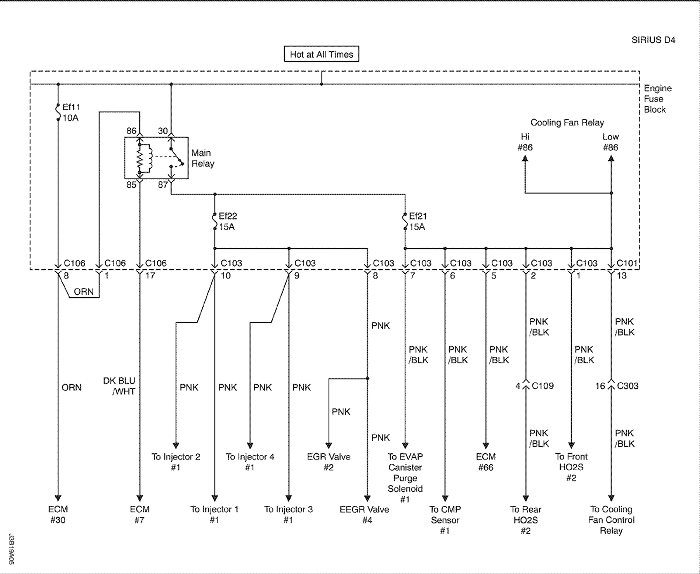 SIRIUS D4
Hot at All Times
Engine
Fuse
Block
Ef11
10A
Cooling Fan Relay
Hi
#86
Low
#86
86
30
Main
Relay
85
87
Ef22
15A
Ef21
15A
C106
8
C106
1
C106
17
C103
10
C103
9
C103
8
C103
7
C103
6
C103
5
C103
2
C103
1
C101
13
ORN
PNK
PNK
/BLK
PNK
/BLK
PNK
/BLK
PNK
/BLK
PNK
/BLK
ORN
DK BLU
/WHT
PNK
PNK
PNK
PNK
PNK
PNK
4 C109
16 C303
PNK
/BLK
PNK
/BLK
To Injector 2
#1
To Injector 4
#1
EGR Valve
#2
To EVAP
Canister
Purge
Solenoid
#1
ECM
#66
To Front
HO2S
#2
ECM
#30
ECM
#7
To Injector 1
#1
To Injector 3
#1
EEGR Valve
#4
To CMP
Sensor
#1
To Rear
HO2S
#2
To Cooling
Fan Control
Relay